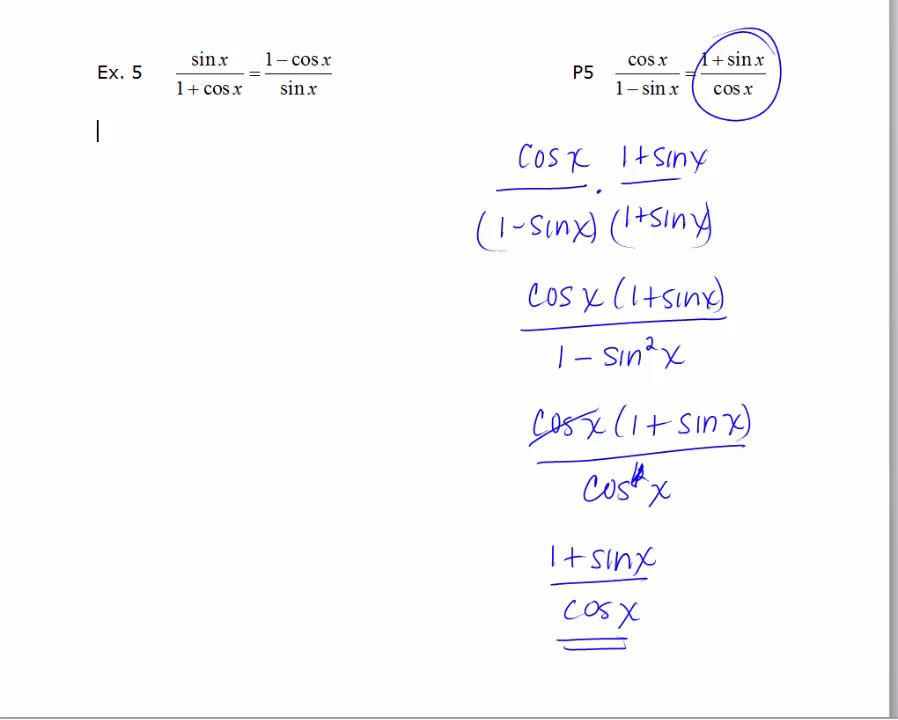 Ex. 5 sin x / 1 + cos x = 1 − cos x / sin x
P5 cos x / 1 − sin x = 1 + sin x / cos x
cos x / (1 − sin x) · 1 + sin x / (1 + sin x)
cos x (1 + sin x) / 1 − sin² x
cos x (1 + sin x) / cos² x
1 + sin x / cos x